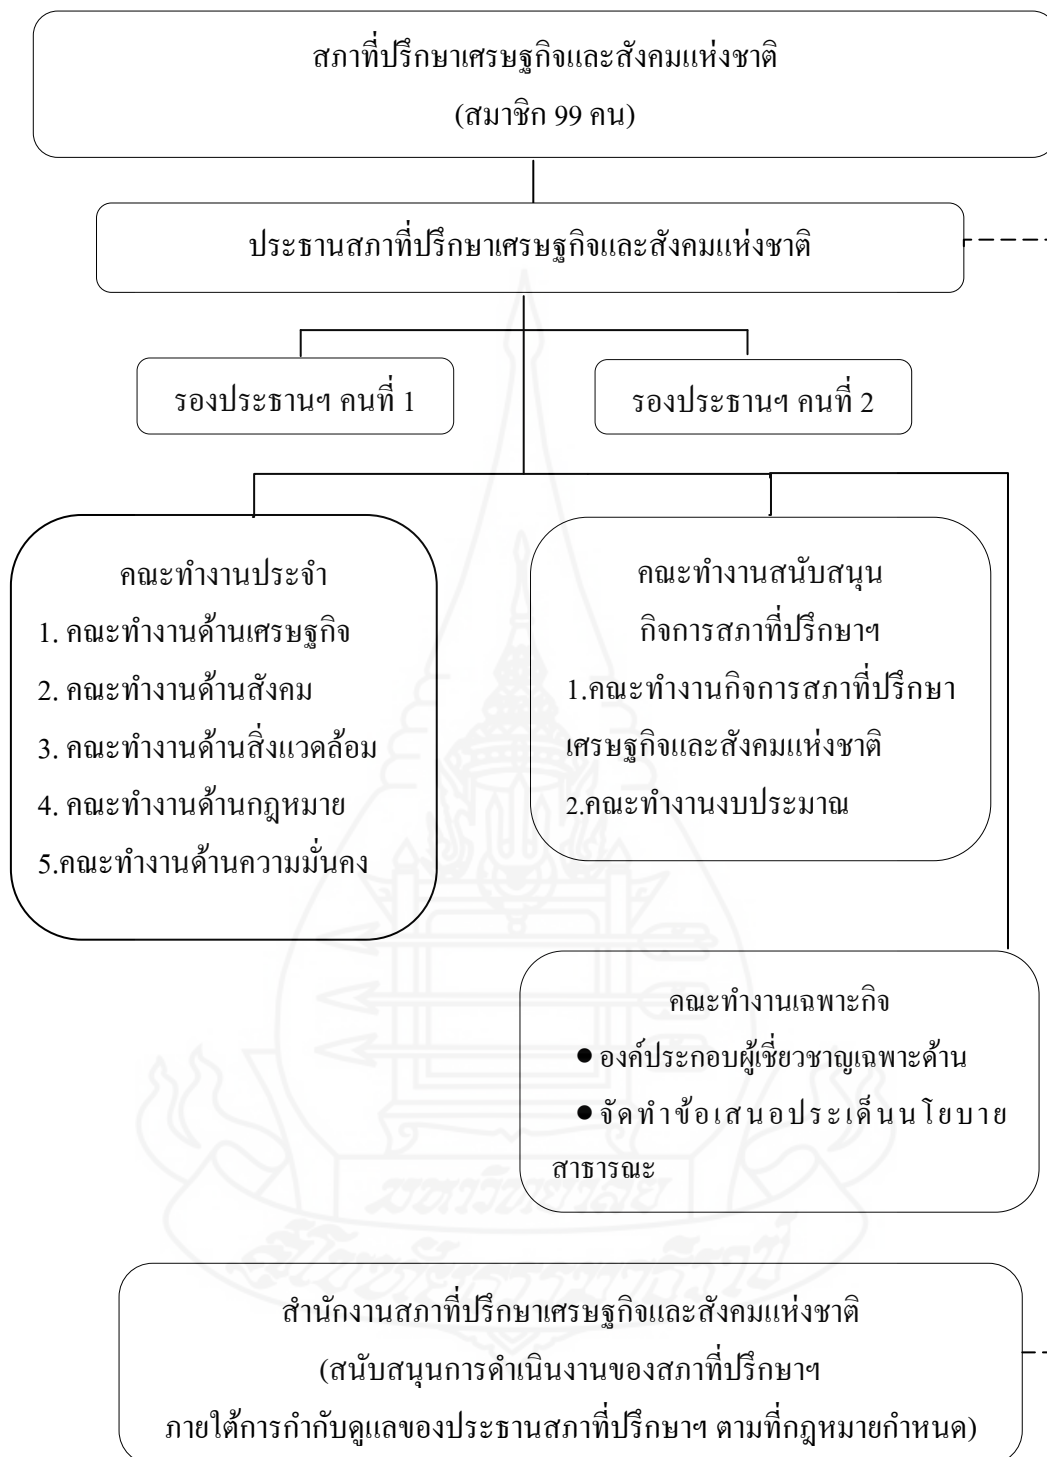 สภาที่ปรึกษาเศรษฐกิจและสังคมแห่งชาติ
(สมาชิก 99 คน)
ประธานสภาที่ปรึกษาเศรษฐกิจและสังคมแห่งชาติ
รองประธานฯ คนที่ 1
รองประธานฯ คนที่ 2
คณะทำงานประจำ
1. คณะทำงานด้านเศรษฐกิจ
2. คณะทำงานด้านสังคม
3. คณะทำงานด้านสิ่งแวดล้อม
4. คณะทำงานด้านกฎหมาย
5.คณะทำงานด้านความมั่นคง
คณะทำงานสนับสนุน
กิจการสภาที่ปรึกษาฯ
1.คณะทำงานกิจการสภาที่ปรึกษา
เศรษฐกิจและสังคมแห่งชาติ
2.คณะทำงานงบประมาณ
คณะทำงานเฉพาะกิจ
● องค์ประกอบผู้เชี่ยวชาญเฉพาะด้าน
● จัดทำข้อเสนอประเด็นนโยบาย
สาธารณะ
มหาวิทยาลัย
สุโขทัยธรรมาธิราช
สำนักงานสภาที่ปรึกษาเศรษฐกิจและสังคมแห่งชาติ
(สนับสนุนการดำเนินงานของสภาที่ปรึกษาฯ
ภายใต้การกำกับดูแลของประธานสภาที่ปรึกษาฯ ตามที่กฎหมายกำหนด)